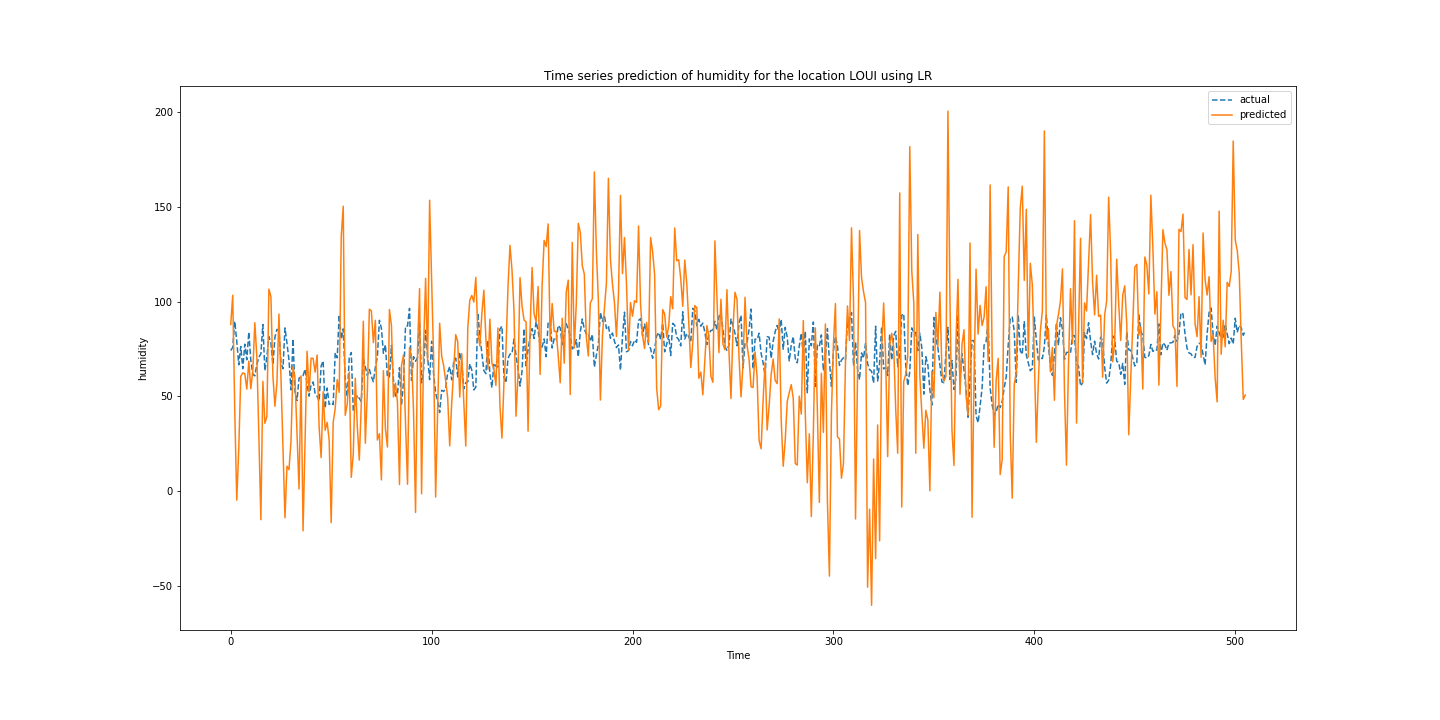 Time series prediction of humidity for the location LOUI using LR
actual
predicted
200
150
100
50
0
−50
humidity
0 100 200 300 400 500
Time